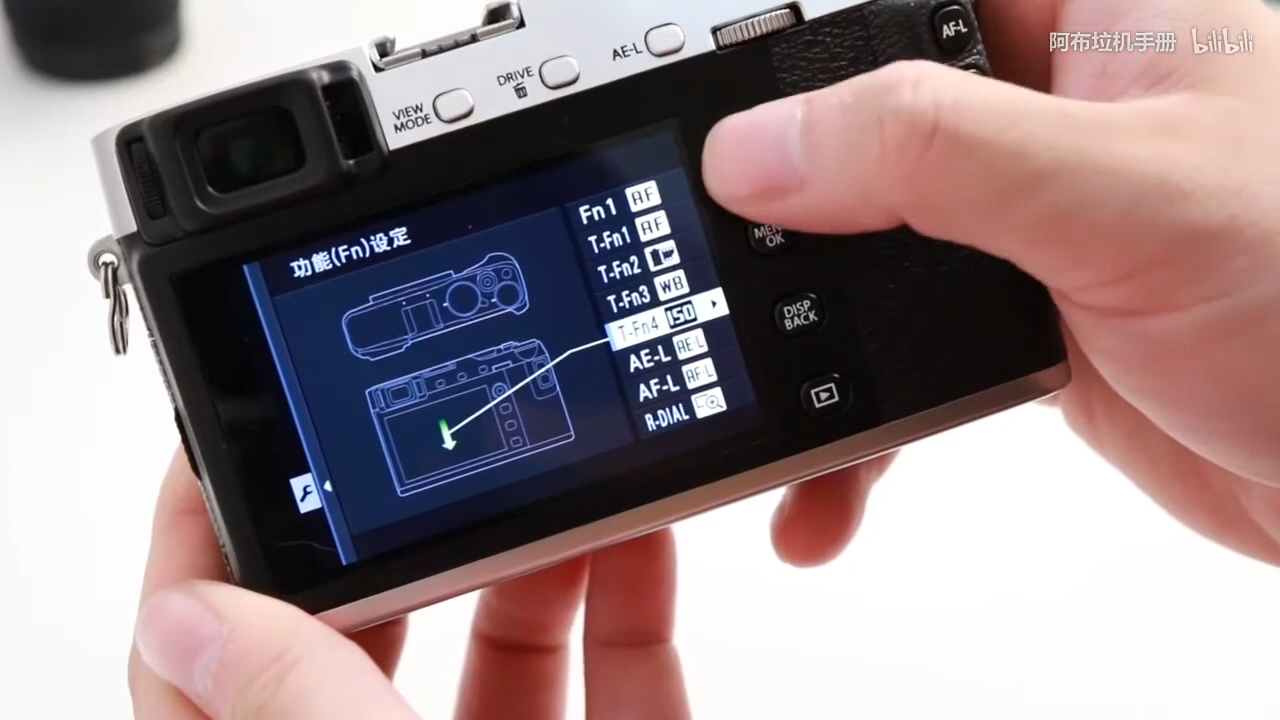 阿布垃机手册 bilibili
AF-L
AE-L
DRIVE
VIEW
MODE
功能(Fn)设定
Fn1 AF
T-Fn1 AF
T-Fn2
T-Fn3 WB
T-Fn4 ISO
AE-L AE-L
AF-L AF-L
R-DIAL
OK
DISP
BACK